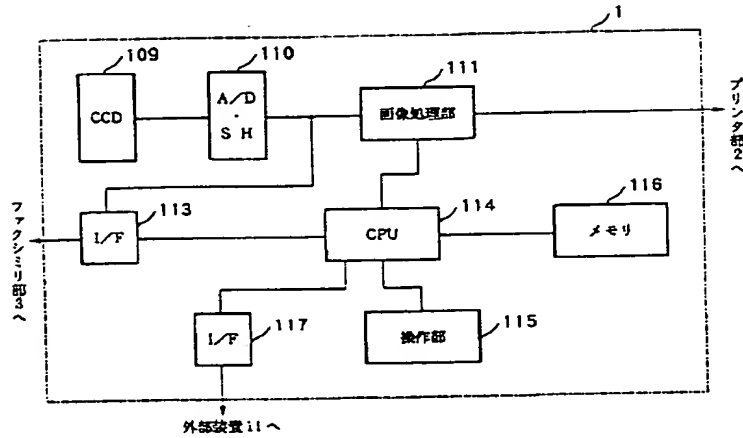 1
109
110
111
CCD
A/D
・
S H
画像処理部
プリンタ部2へ
113
114
116
I/F
CPU
メモリ
ファクシミリ部3へ
117
115
I/F
操作部
外部装置11へ